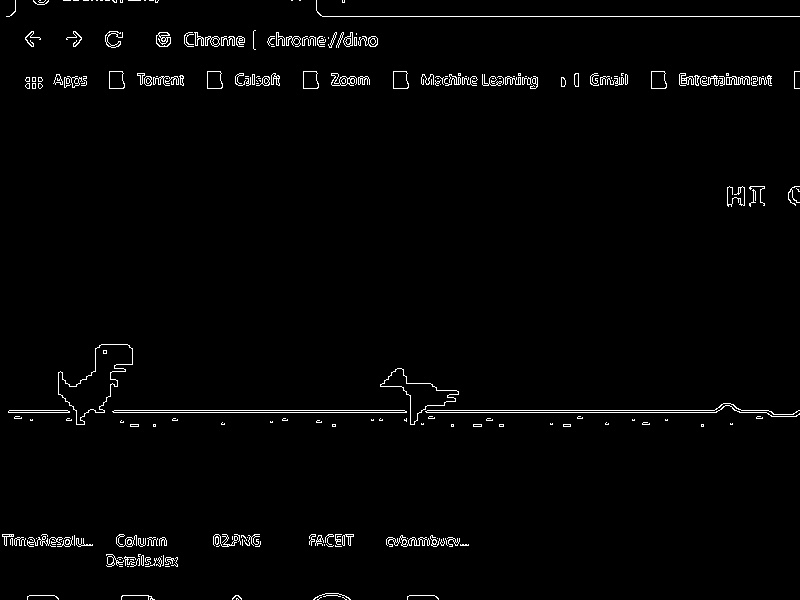 Chrome | chrome://dino
Apps Torrent Calsoft Zoom Machine Learning Gmail Entertainment
HI
TimerResolu... Column 02.PNG FACEIT cvbnmbvcv...
Details.xlsx